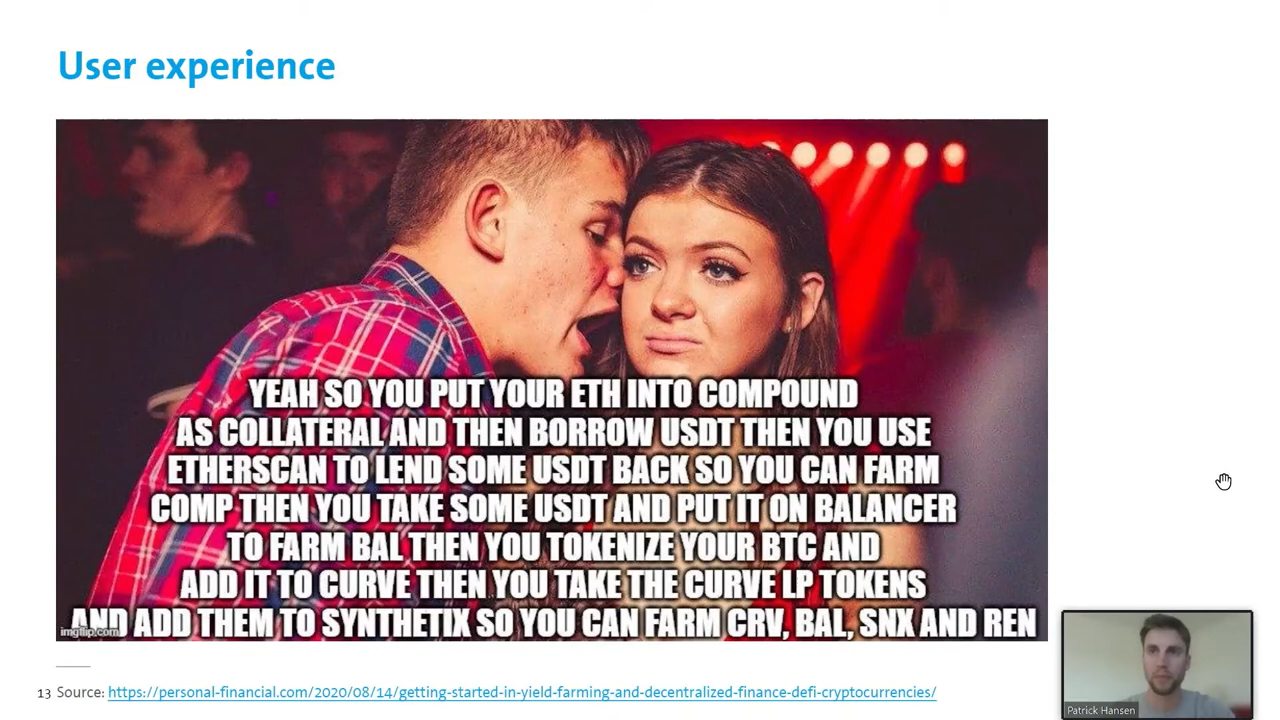 User experience
YEAH SO YOU PUT YOUR ETH INTO COMPOUND
AS COLLATERAL AND THEN BORROW USDT THEN YOU USE
ETHERSCAN TO LEND SOME USDT BACK SO YOU CAN FARM
COMP THEN YOU TAKE SOME USDT AND PUT IT ON BALANCER
TO FARM BAL THEN YOU TOKENIZE YOUR BTC AND
ADD IT TO CURVE THEN YOU TAKE THE CURVE LP TOKENS
AND ADD THEM TO SYNTHETIX SO YOU CAN FARM CRV, BAL, SNX AND REN
imgflip.com
13 Source: https://personal-financial.com/2020/08/14/getting-started-in-yield-farming-and-decentralized-finance-defi-cryptocurrencies/
Patrick Hansen